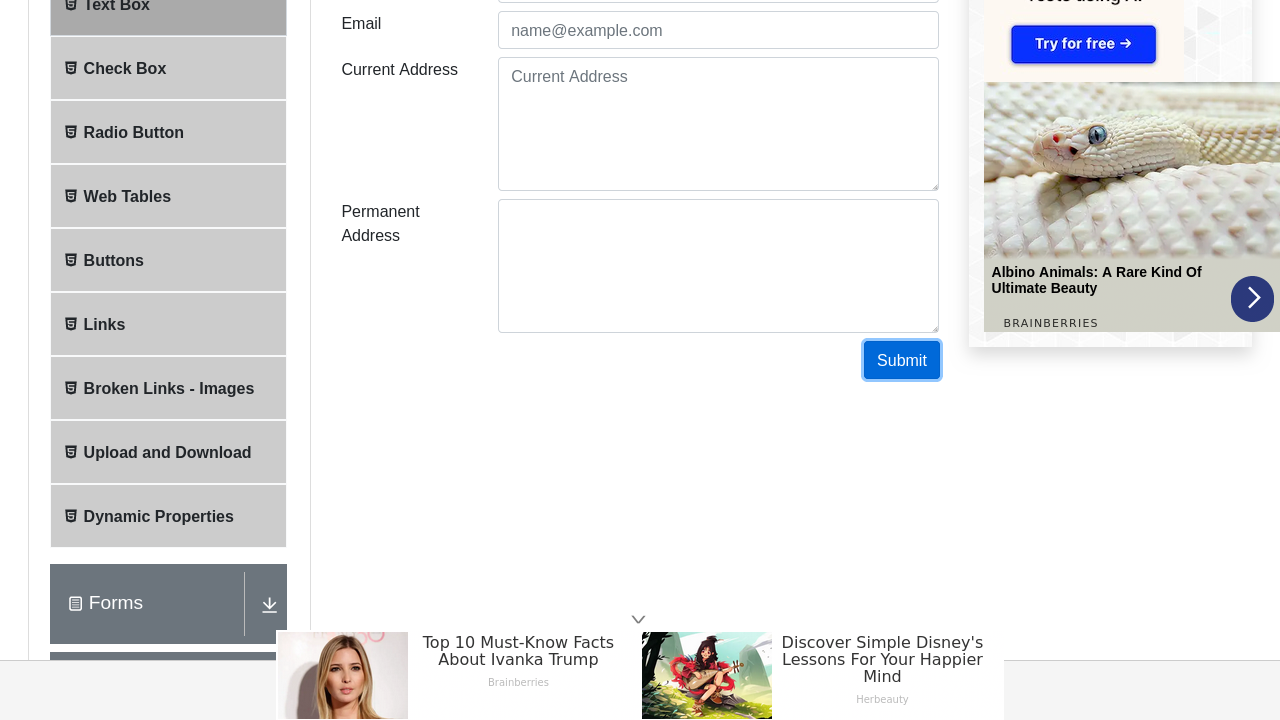 Text Box
Check Box
Radio Button
Web Tables
Buttons
Links
Broken Links - Images
Upload and Download
Dynamic Properties
Forms
Email
name@example.com
Current Address
Current Address
Permanent
Address
Submit
Try for free →
Albino Animals: A Rare Kind Of
Ultimate Beauty
BRAINBERRIES
Top 10 Must-Know Facts
About Ivanka Trump
Brainberries
Discover Simple Disney's
Lessons For Your Happier
Mind
Herbeauty